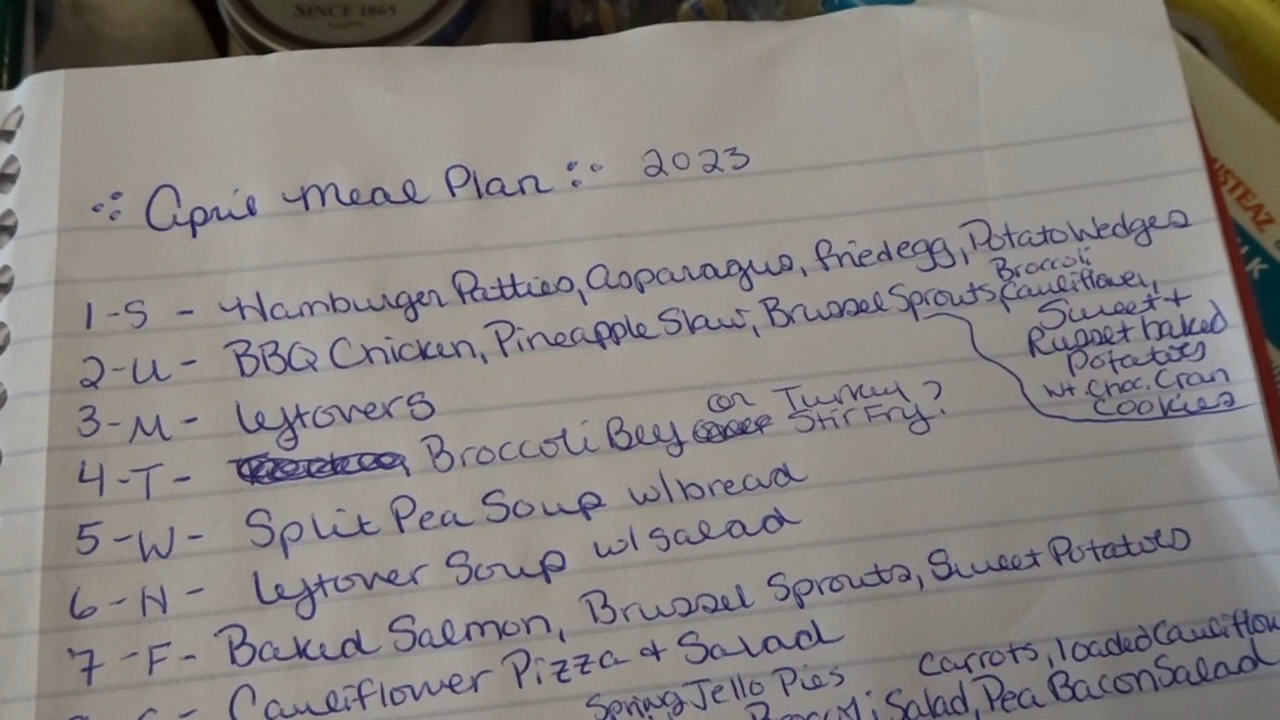 SINCE 1865
April Meal Plan 2023
1-S - Hamburger Patties, Asparagus, friedegg, Potato Wedges
2-U - BBQ Chicken, Pineapple Slaw, Brussel Sprouts, Broccoli Cauliflower,
Sweet +
Russet baked
Potatoes
w/ Choc. Cran
Cookies
3-M - leftovers
4-T - Broccoli Beef or Turkey Stir Fry?
5-W - Split Pea Soup w/bread
6-H - leftover Soup w/ salad
7-F - Baked Salmon, Brussel Sprouts, Sweet Potatoes
Cauliflower Pizza + Salad
Spring Jello Pies Carrots, loaded Cauliflow
Salad, Pea Bacon Salad